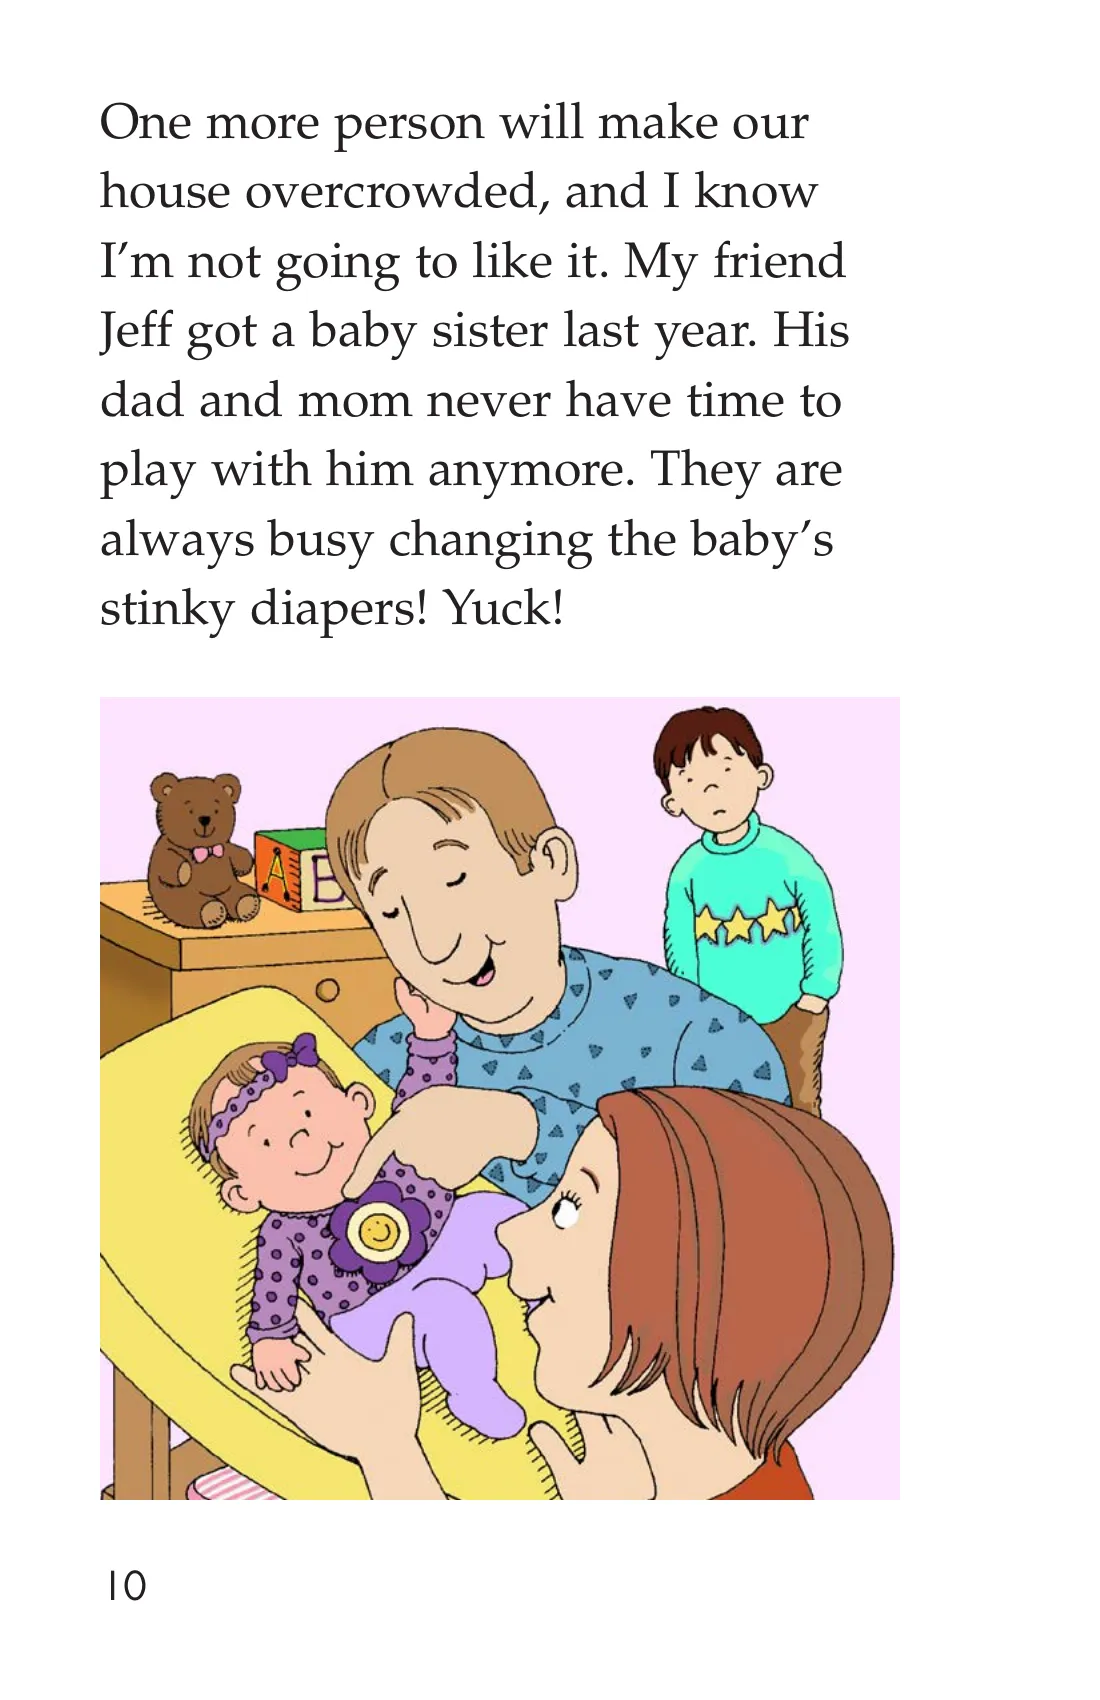 One more person will make our
house overcrowded, and I know
I’m not going to like it. My friend
Jeff got a baby sister last year. His
dad and mom never have time to
play with him anymore. They are
always busy changing the baby’s
stinky diapers! Yuck!
A B
10